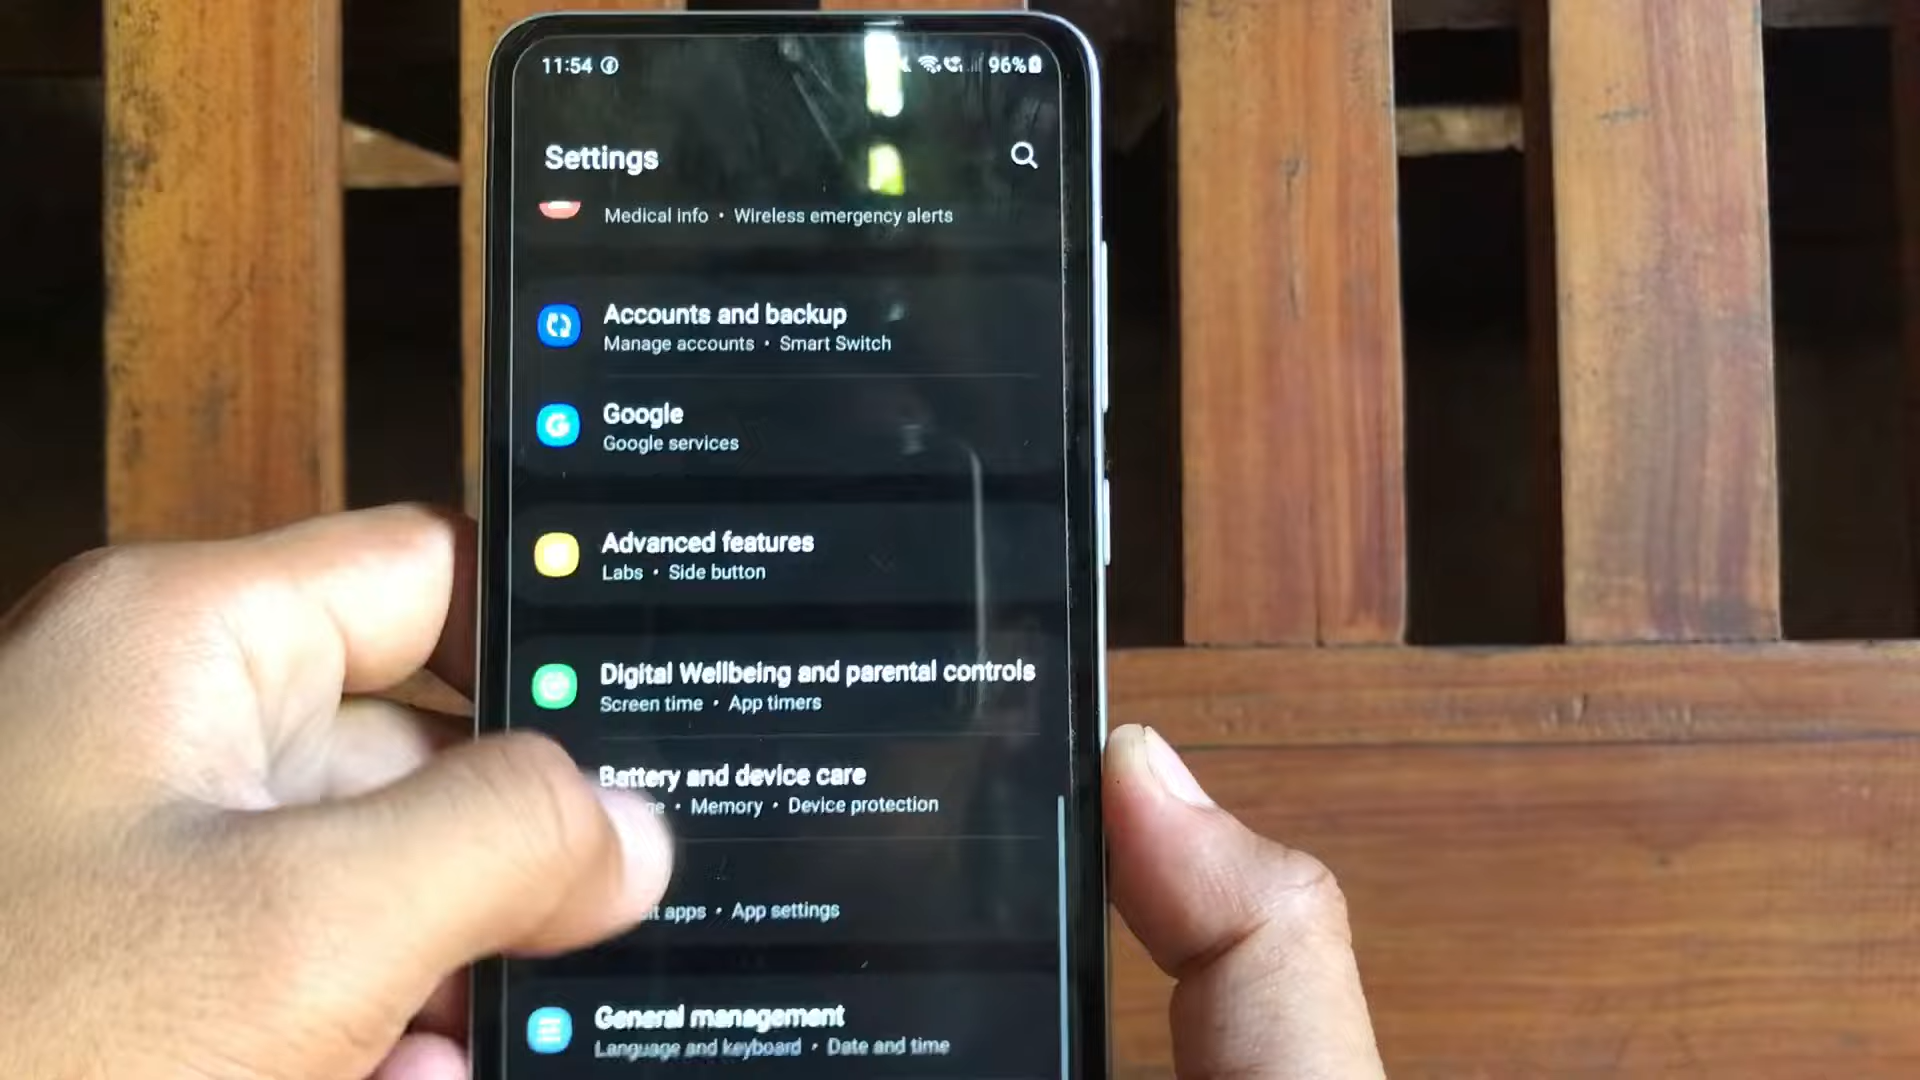 11:54
96%
Settings
Medical info • Wireless emergency alerts
Accounts and backup
Manage accounts • Smart Switch
Google
Google services
Advanced features
Labs • Side button
Digital Wellbeing and parental controls
Screen time • App timers
Battery and device care
• Memory • Device protection
apps • App settings
General management
Language and keyboard • Date and time